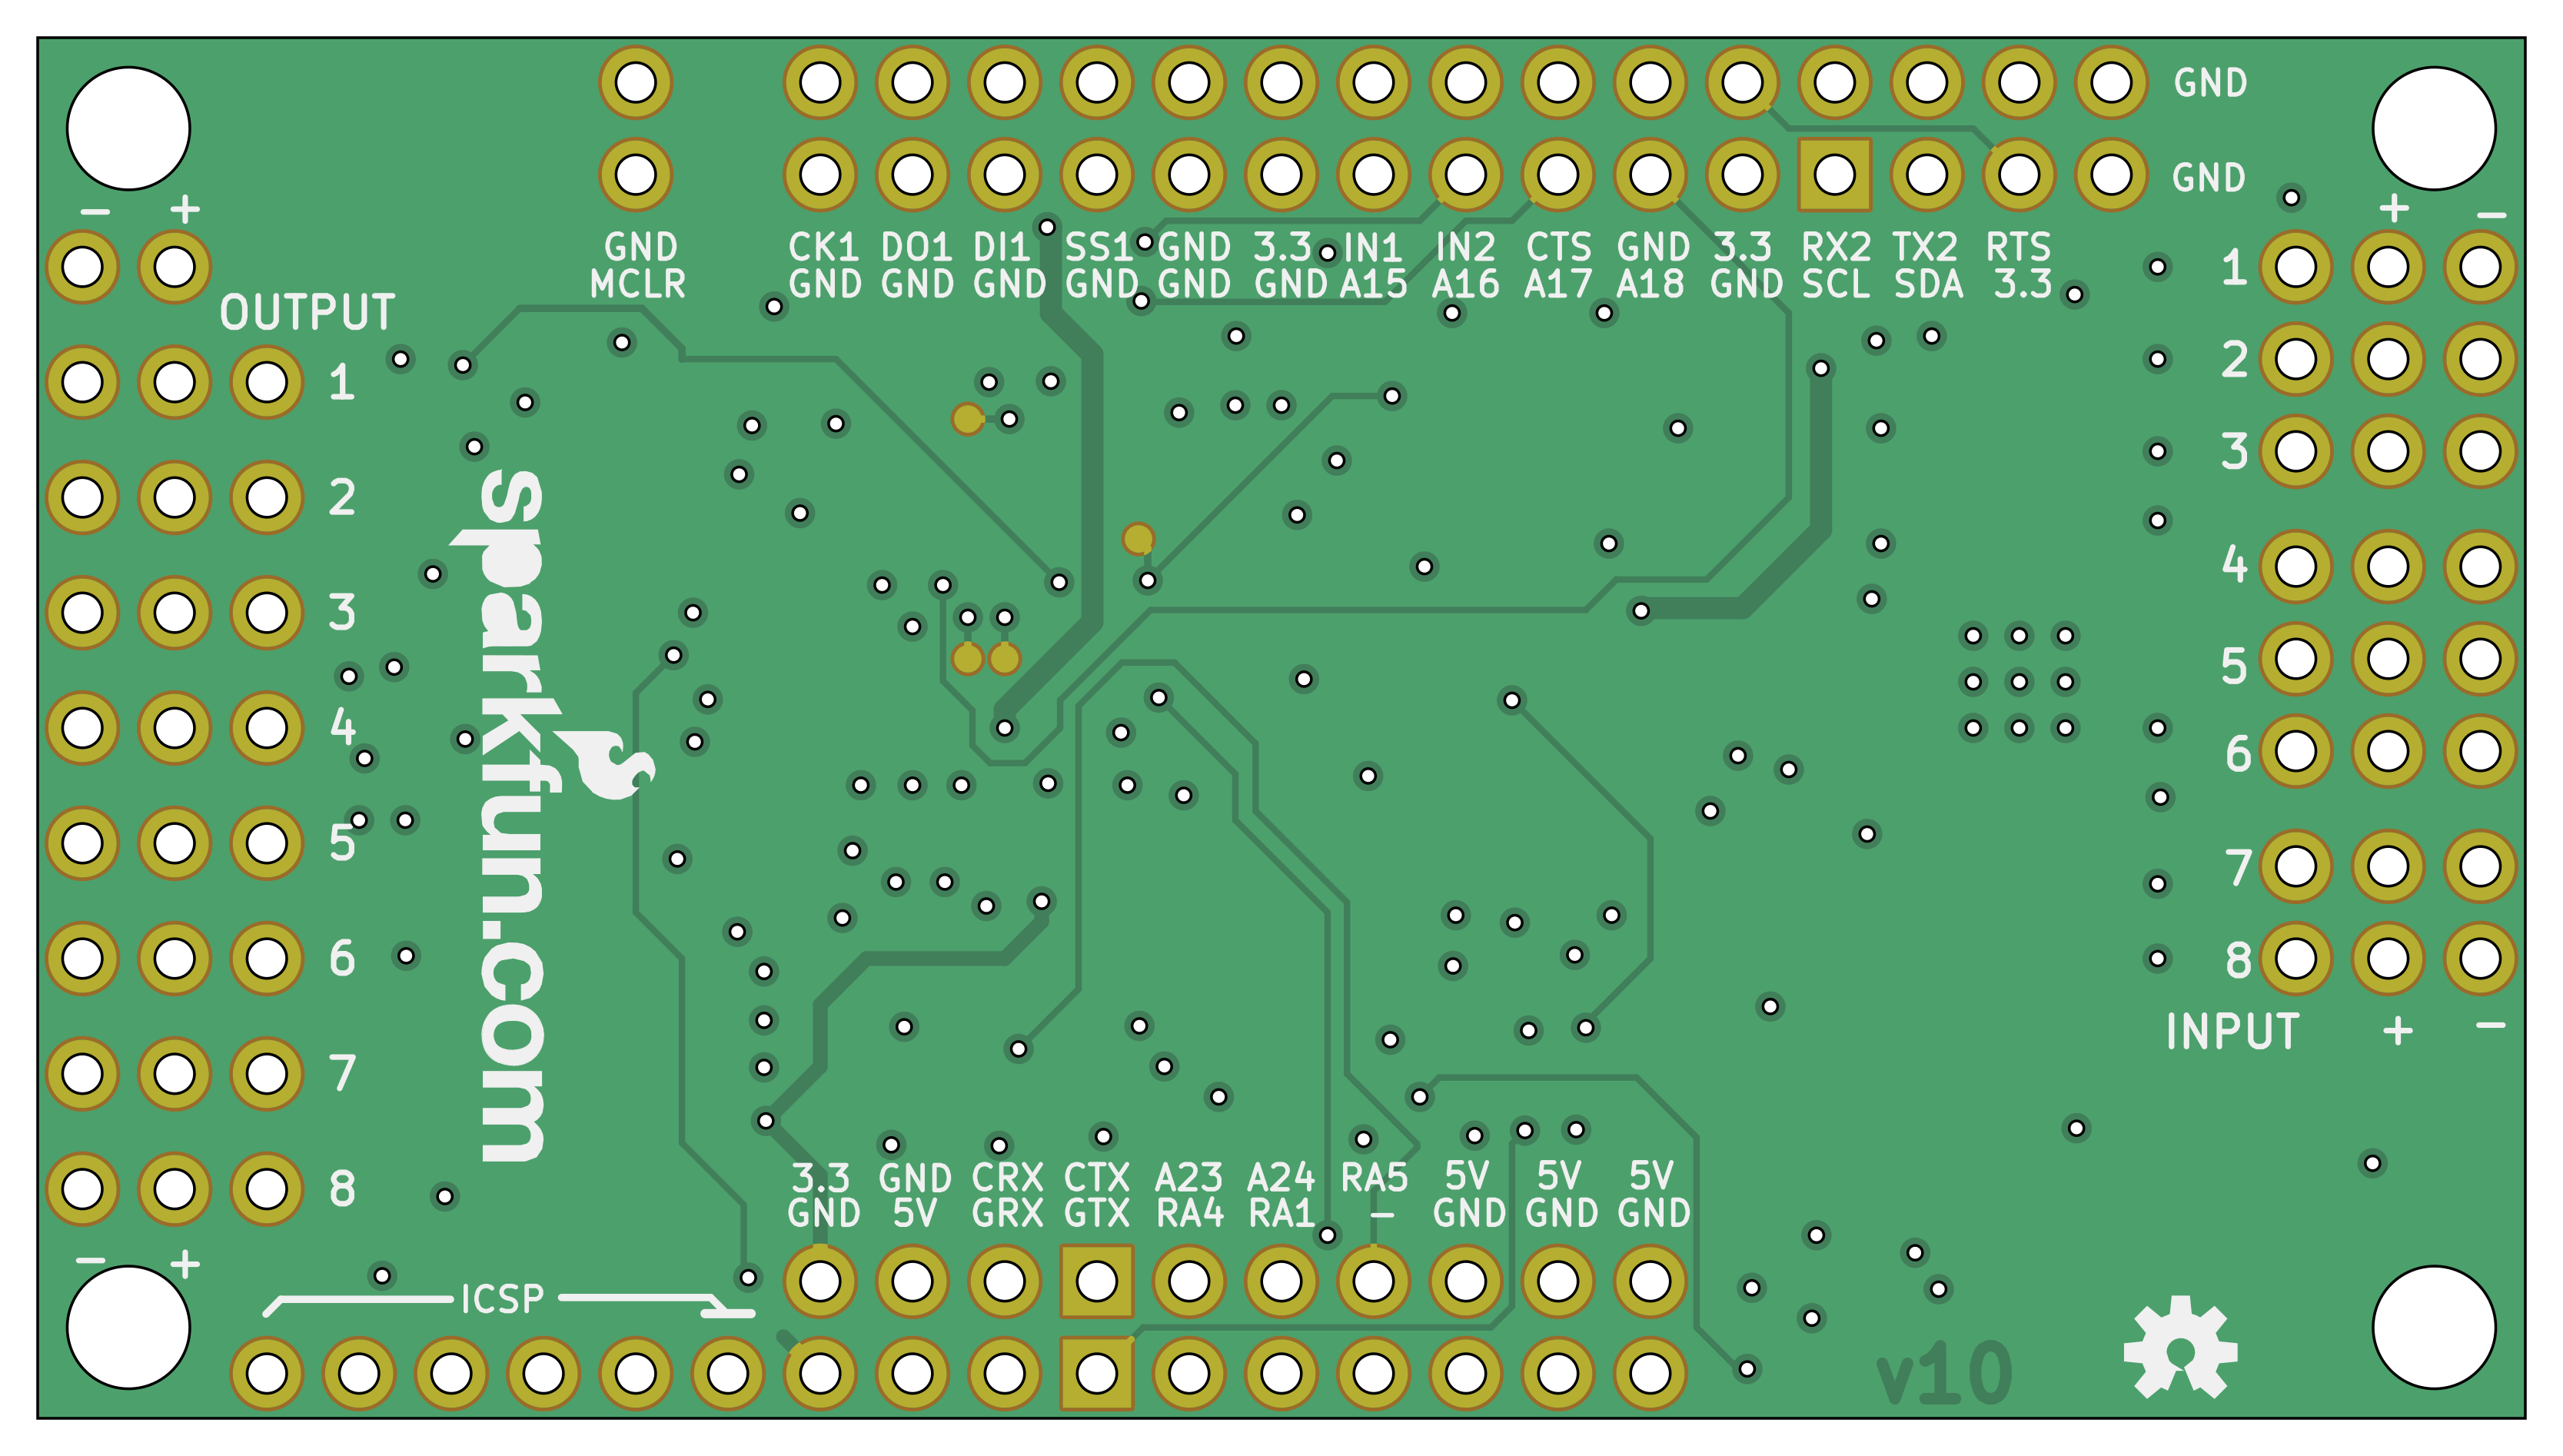 GND
GND
- +
+ -
GND CK1 DO1 DI1 SS1 GND 3.3 IN1 IN2 CTS GND 3.3 RX2 TX2 RTS
MCLR GND GND GND GND GND GND A15 A16 A17 A18 GND SCL SDA 3.3
OUTPUT
1
2
3
4
5
6
7
8
- +
sparkfun.com
1
2
3
4
5
6
7
8
INPUT + -
3.3 GND CRX CTX A23 A24 RA5 5V 5V 5V
GND 5V GRX GTX RA4 RA1 - GND GND GND
ICSP
v10